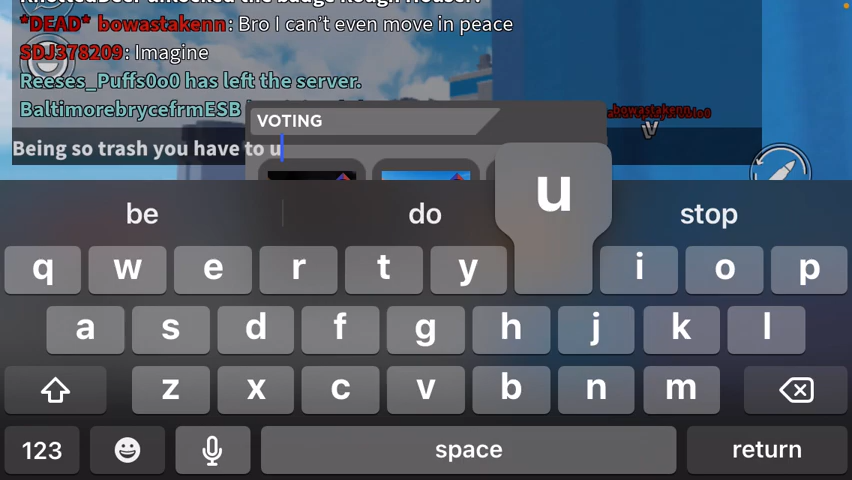 *DEAD* bowastakenn: Bro I can't even move in peace
SDJ378209: Imagine
Reeses_Puffs0o0 has left the server.
BaltimorebrycefrmESB
VOTING
bowastakenn
Being so trash you have to u
be do stop
u
q w e r t y i o p
a s d f g h j k l
z x c v b n m
123 space return